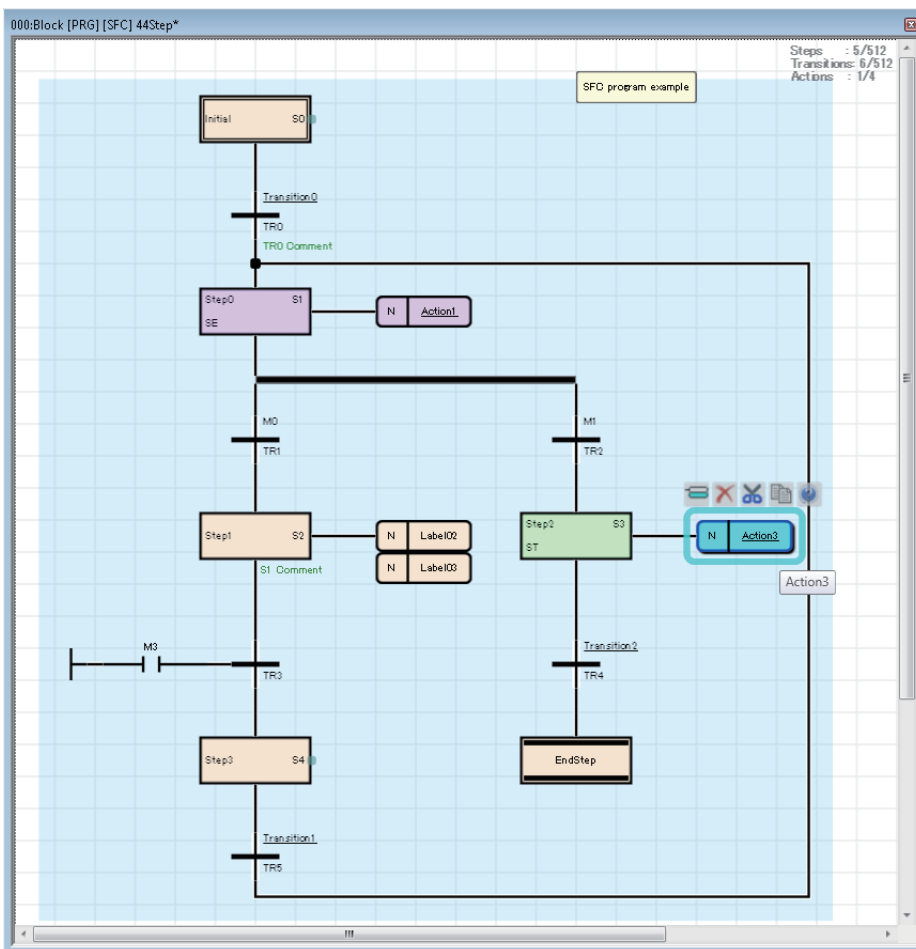 000:Block [PRG] [SFC] 44Step*
Steps : 5/512
Transitions: 6/512
Actions : 1/4
SFC program example
Initial S0
Transition0
TR0
TR0 Comment
Step0 S1
SE
N Action1
M0
TR1
M1
TR2
Step1 S2
S1 Comment
N Label02
N Label03
Step2 S3
ST
N Action3
Action3
M3
TR3
Transition2
TR4
Step3 S4
EndStep
Transition1
TR5